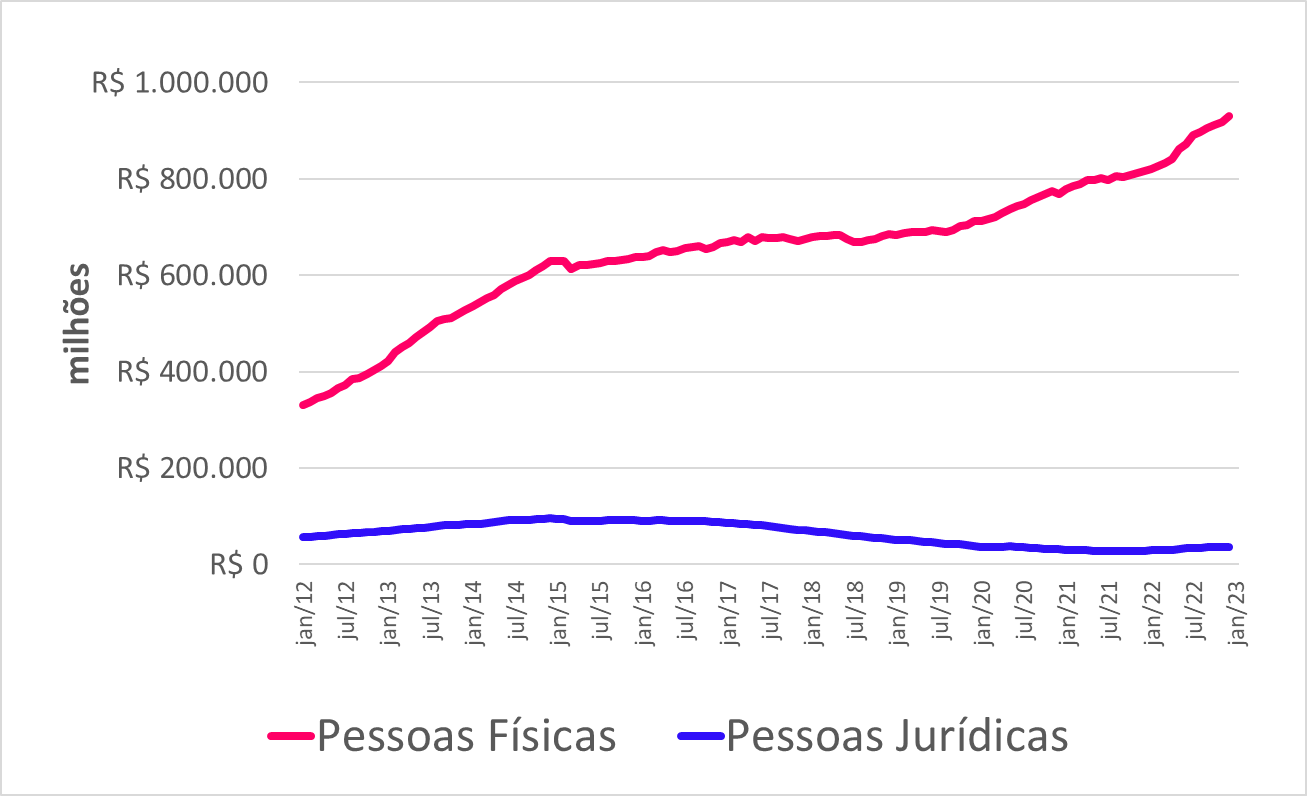 R$ 1.000.000
R$ 800.000
R$ 600.000
R$ 400.000
R$ 200.000
R$ 0
milhões
jan/12
jul/12
jan/13
jul/13
jan/14
jul/14
jan/15
jul/15
jan/16
jul/16
jan/17
jul/17
jan/18
jul/18
jan/19
jul/19
jan/20
jul/20
jan/21
jul/21
jan/22
jul/22
jan/23
Pessoas Físicas
Pessoas Jurídicas